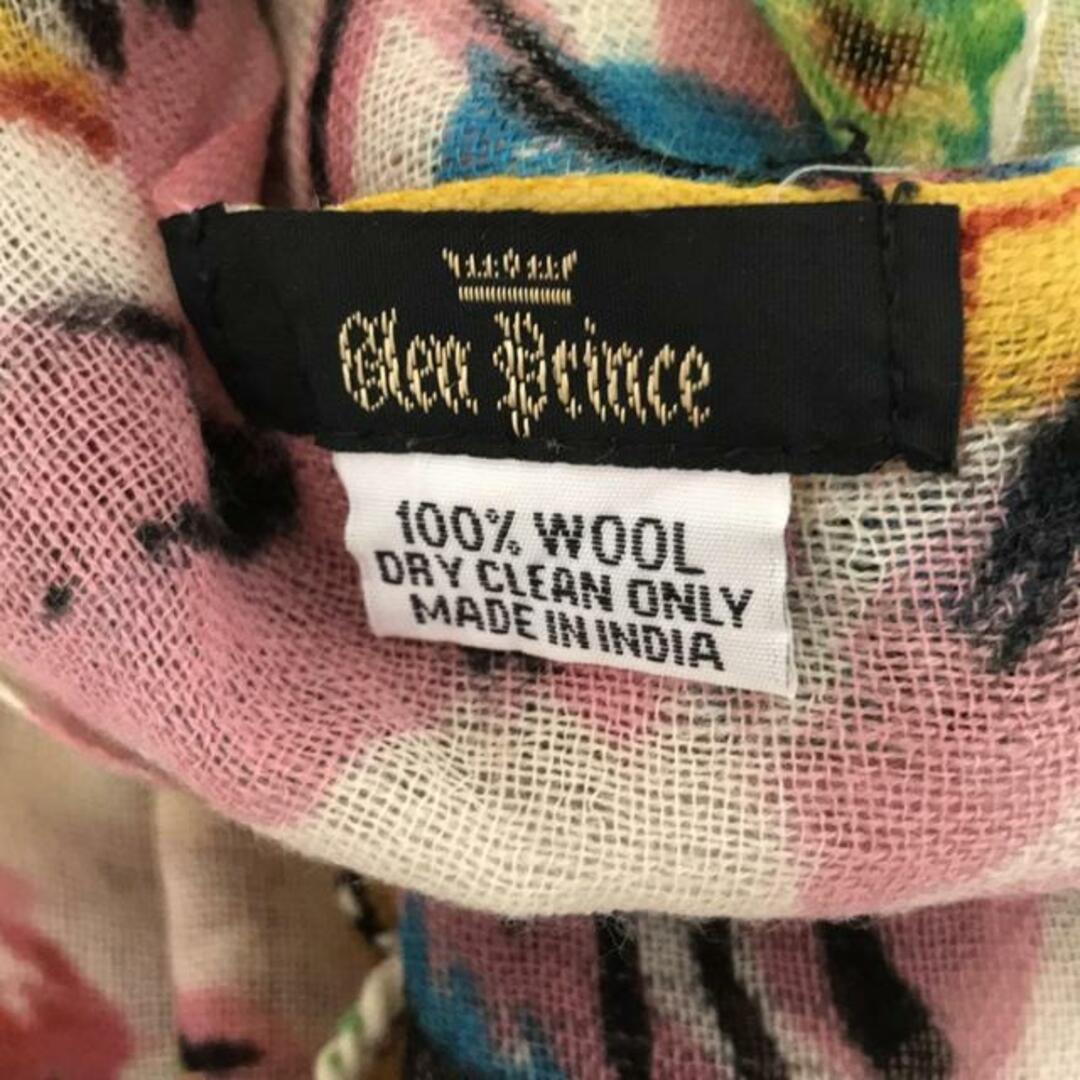 Glen Prince
100% WOOL
DRY CLEAN ONLY
MADE IN INDIA